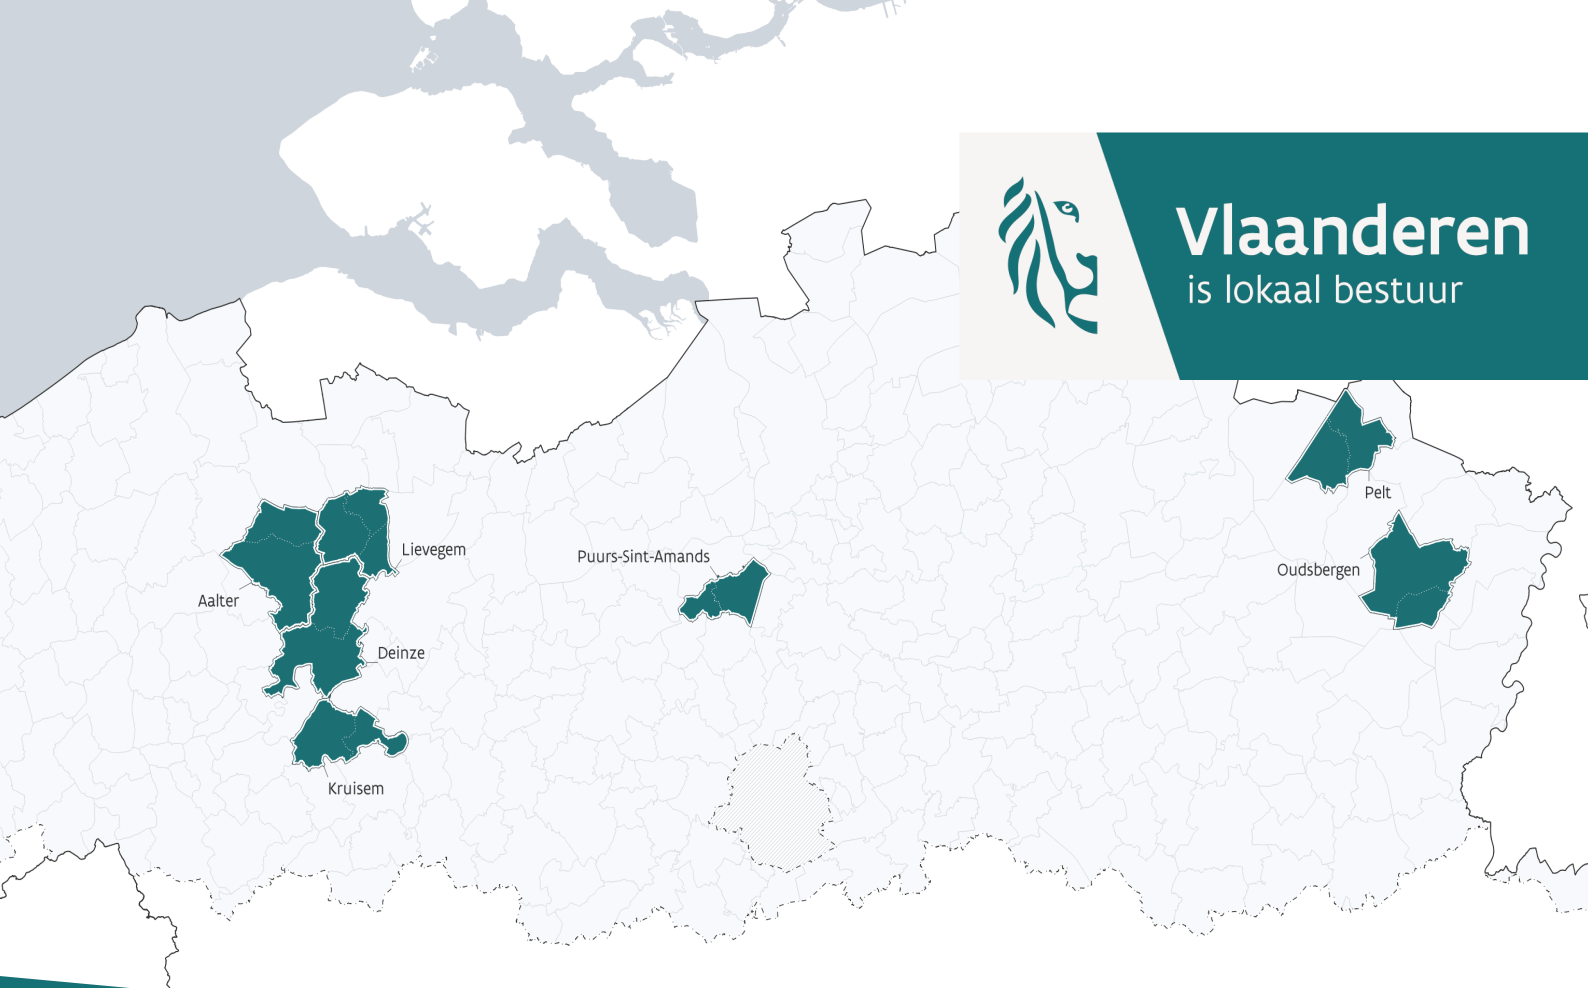 Vlaanderen
is lokaal bestuur
Pelt
Lievegem
Puurs-Sint-Amands
Oudsbergen
Aalter
Deinze
Kruisem